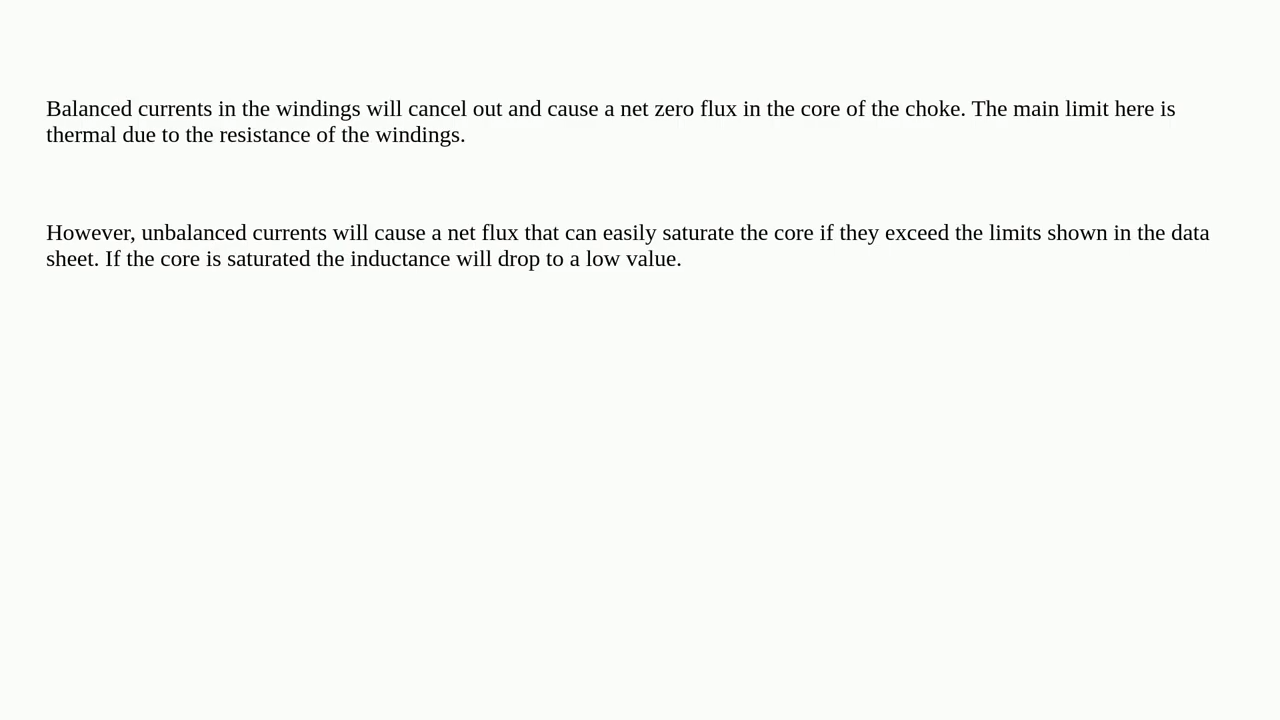 Balanced currents in the windings will cancel out and cause a net zero flux in the core of the choke. The main limit here is
thermal due to the resistance of the windings.
However, unbalanced currents will cause a net flux that can easily saturate the core if they exceed the limits shown in the data
sheet. If the core is saturated the inductance will drop to a low value.